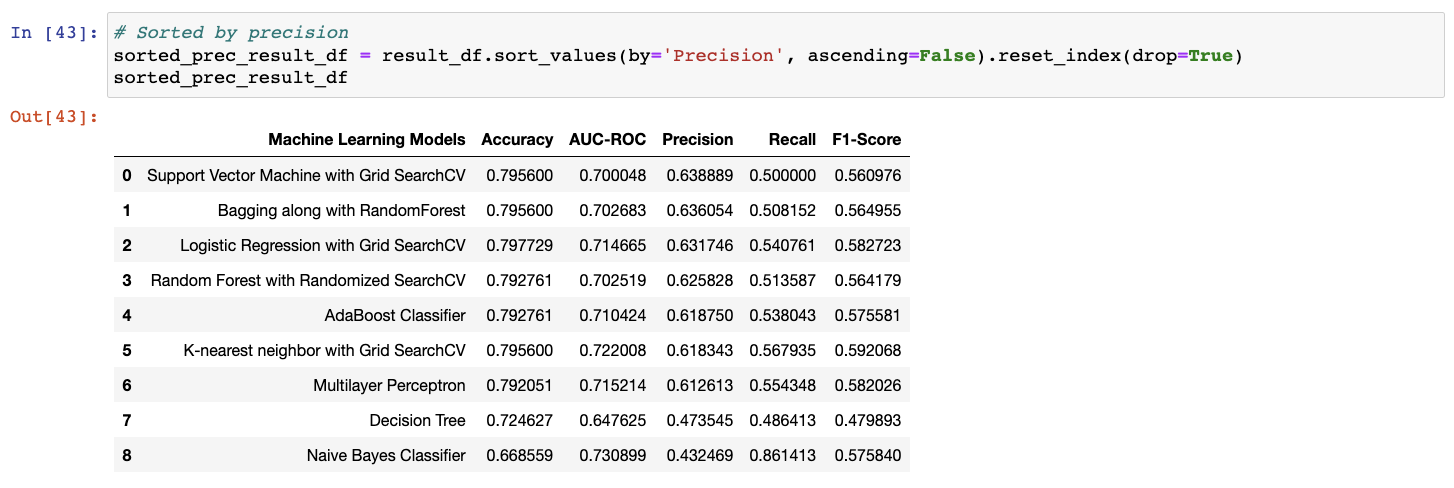 In [43]: # Sorted by precision
sorted_prec_result_df = result_df.sort_values(by='Precision', ascending=False).reset_index(drop=True)
sorted_prec_result_df
Out[43]:
Machine Learning Models Accuracy AUC-ROC Precision Recall F1-Score
0 Support Vector Machine with Grid SearchCV 0.795600 0.700048 0.638889 0.500000 0.560976
1 Bagging along with RandomForest 0.795600 0.702683 0.636054 0.508152 0.564955
2 Logistic Regression with Grid SearchCV 0.797729 0.714665 0.631746 0.540761 0.582723
3 Random Forest with Randomized SearchCV 0.792761 0.702519 0.625828 0.513587 0.564179
4 AdaBoost Classifier 0.792761 0.710424 0.618750 0.538043 0.575581
5 K-nearest neighbor with Grid SearchCV 0.795600 0.722008 0.618343 0.567935 0.592068
6 Multilayer Perceptron 0.792051 0.715214 0.612613 0.554348 0.582026
7 Decision Tree 0.724627 0.647625 0.473545 0.486413 0.479893
8 Naive Bayes Classifier 0.668559 0.730899 0.432469 0.861413 0.575840